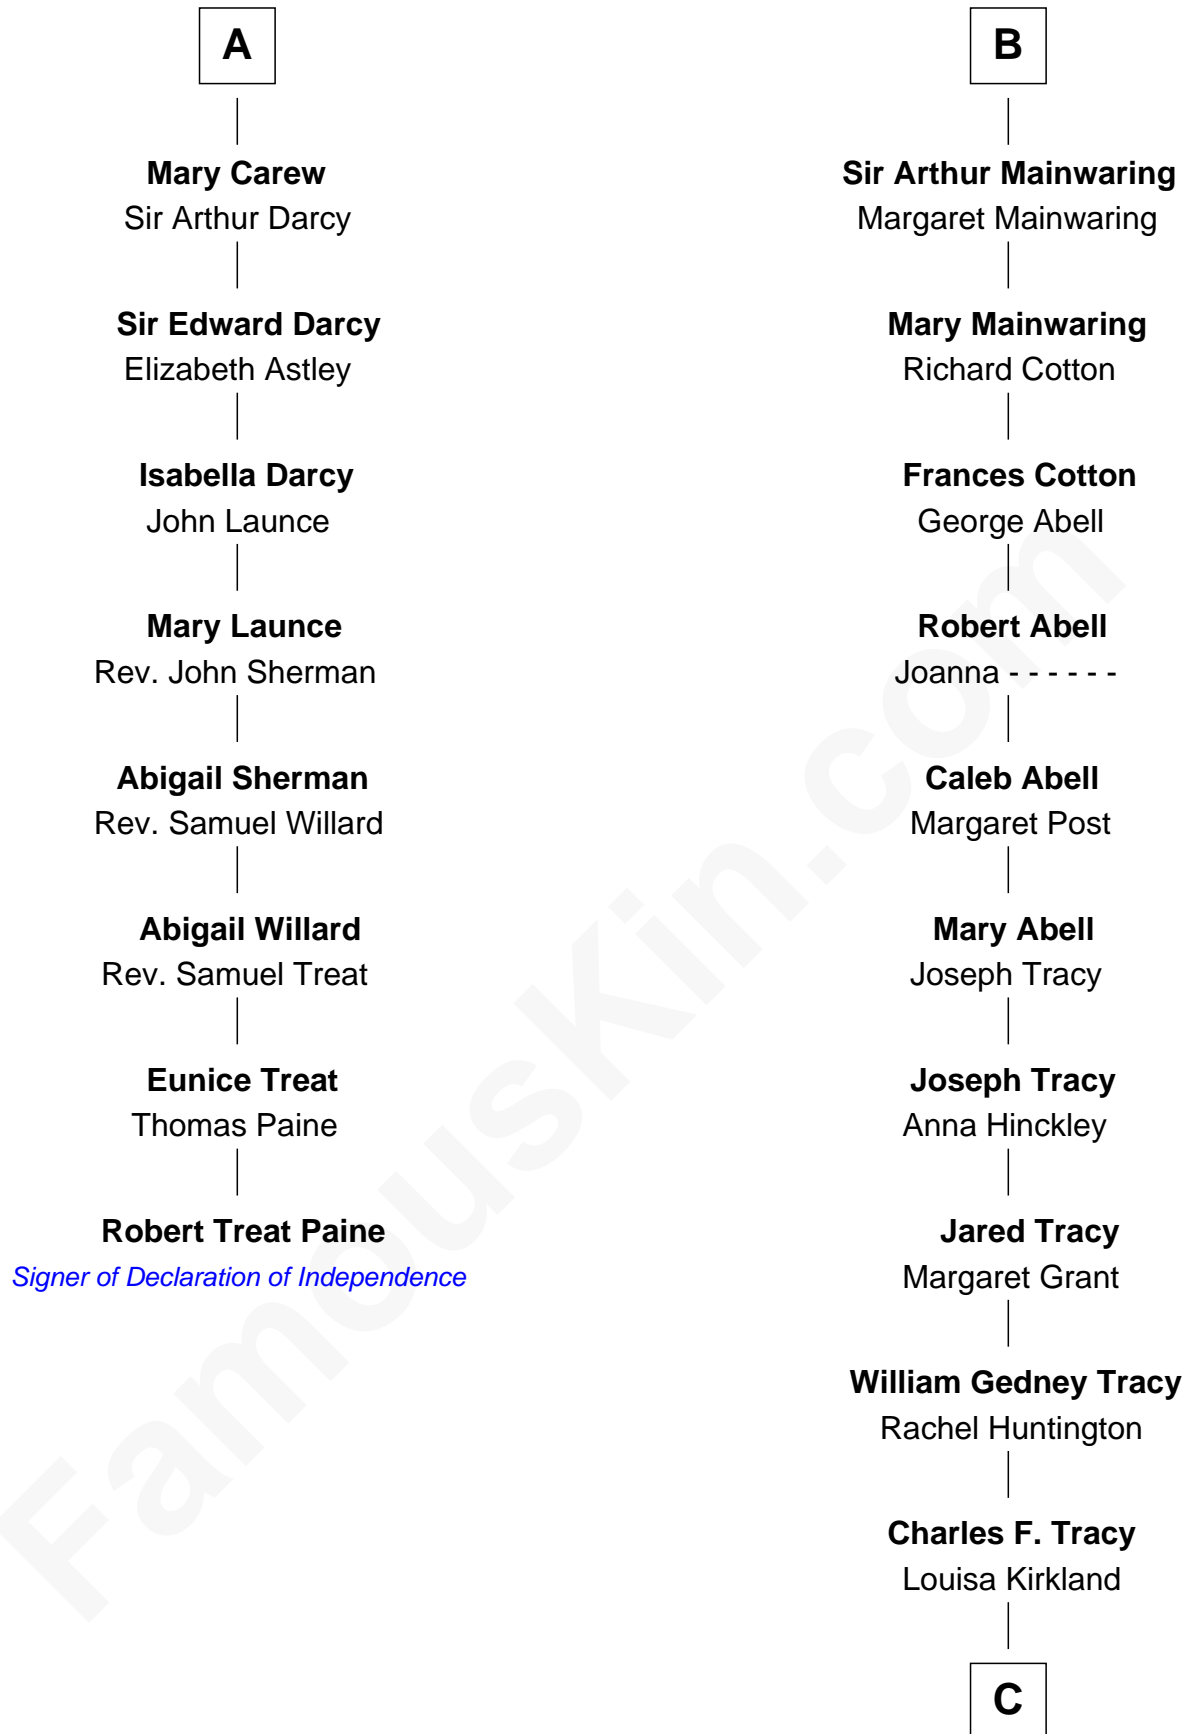 A
Mary Carew
Sir Arthur Darcy
Sir Edward Darcy
Elizabeth Astley
Isabella Darcy
John Launce
Mary Launce
Rev. John Sherman
Abigail Sherman
Rev. Samuel Willard
Abigail Willard
Rev. Samuel Treat
Eunice Treat
Thomas Paine
Robert Treat Paine
Signer of Declaration of Independence
B
Sir Arthur Mainwaring
Margaret Mainwaring
Mary Mainwaring
Richard Cotton
Frances Cotton
George Abell
Robert Abell
Joanna - - - - - -
Caleb Abell
Margaret Post
Mary Abell
Joseph Tracy
Joseph Tracy
Anna Hinckley
Jared Tracy
Margaret Grant
William Gedney Tracy
Rachel Huntington
Charles F. Tracy
Louisa Kirkland
C
FamousKin.com